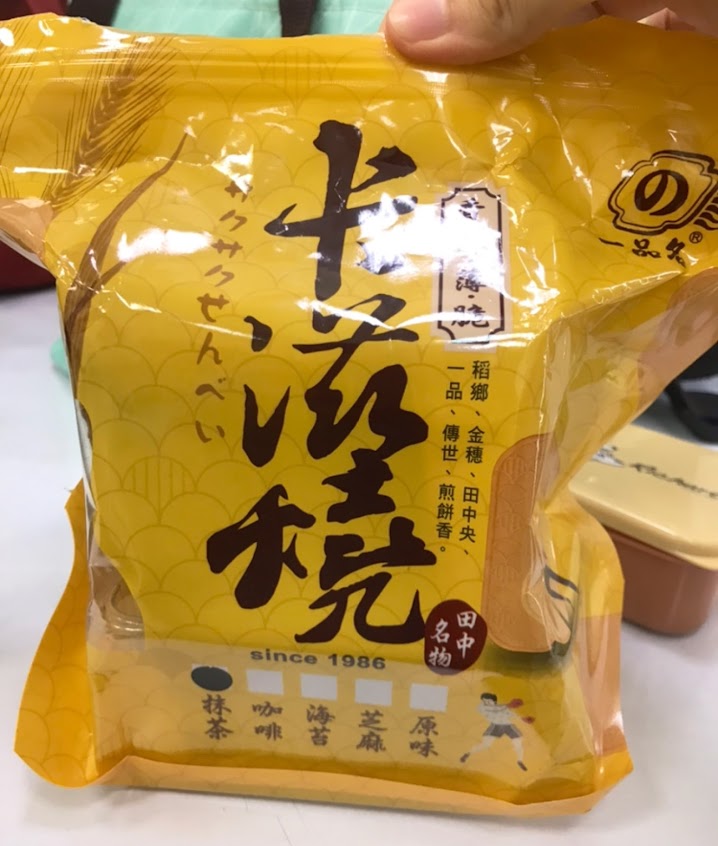 卡滋燒
サクサクせんべい
薄・脆
稻鄉、金穗、田中央、
一品、傳世、煎餅香。
の
一品名
®
田中
名物
since 1986
抹茶
咖啡
海苔
芝麻
原味